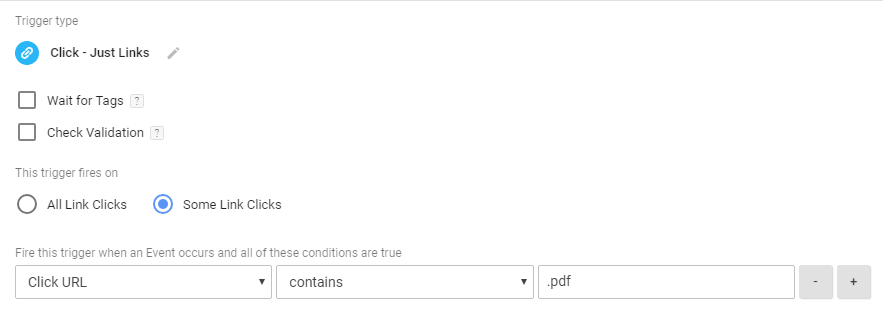 Trigger type
Click - Just Links
Wait for Tags ?
Check Validation ?
This trigger fires on
All Link Clicks Some Link Clicks
Fire this trigger when an Event occurs and all of these conditions are true
Click URL contains .pdf - +